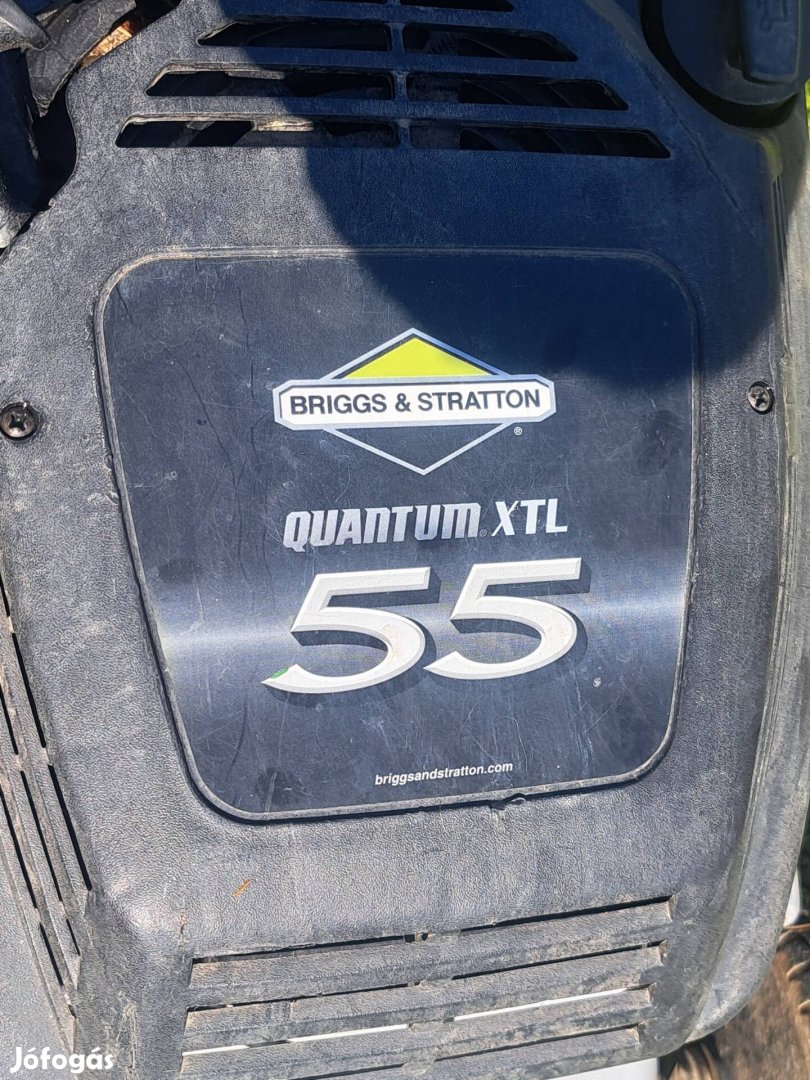 BRIGGS & STRATTON
®
QUANTUM® XTL
55
briggsandstratton.com
Jófogás